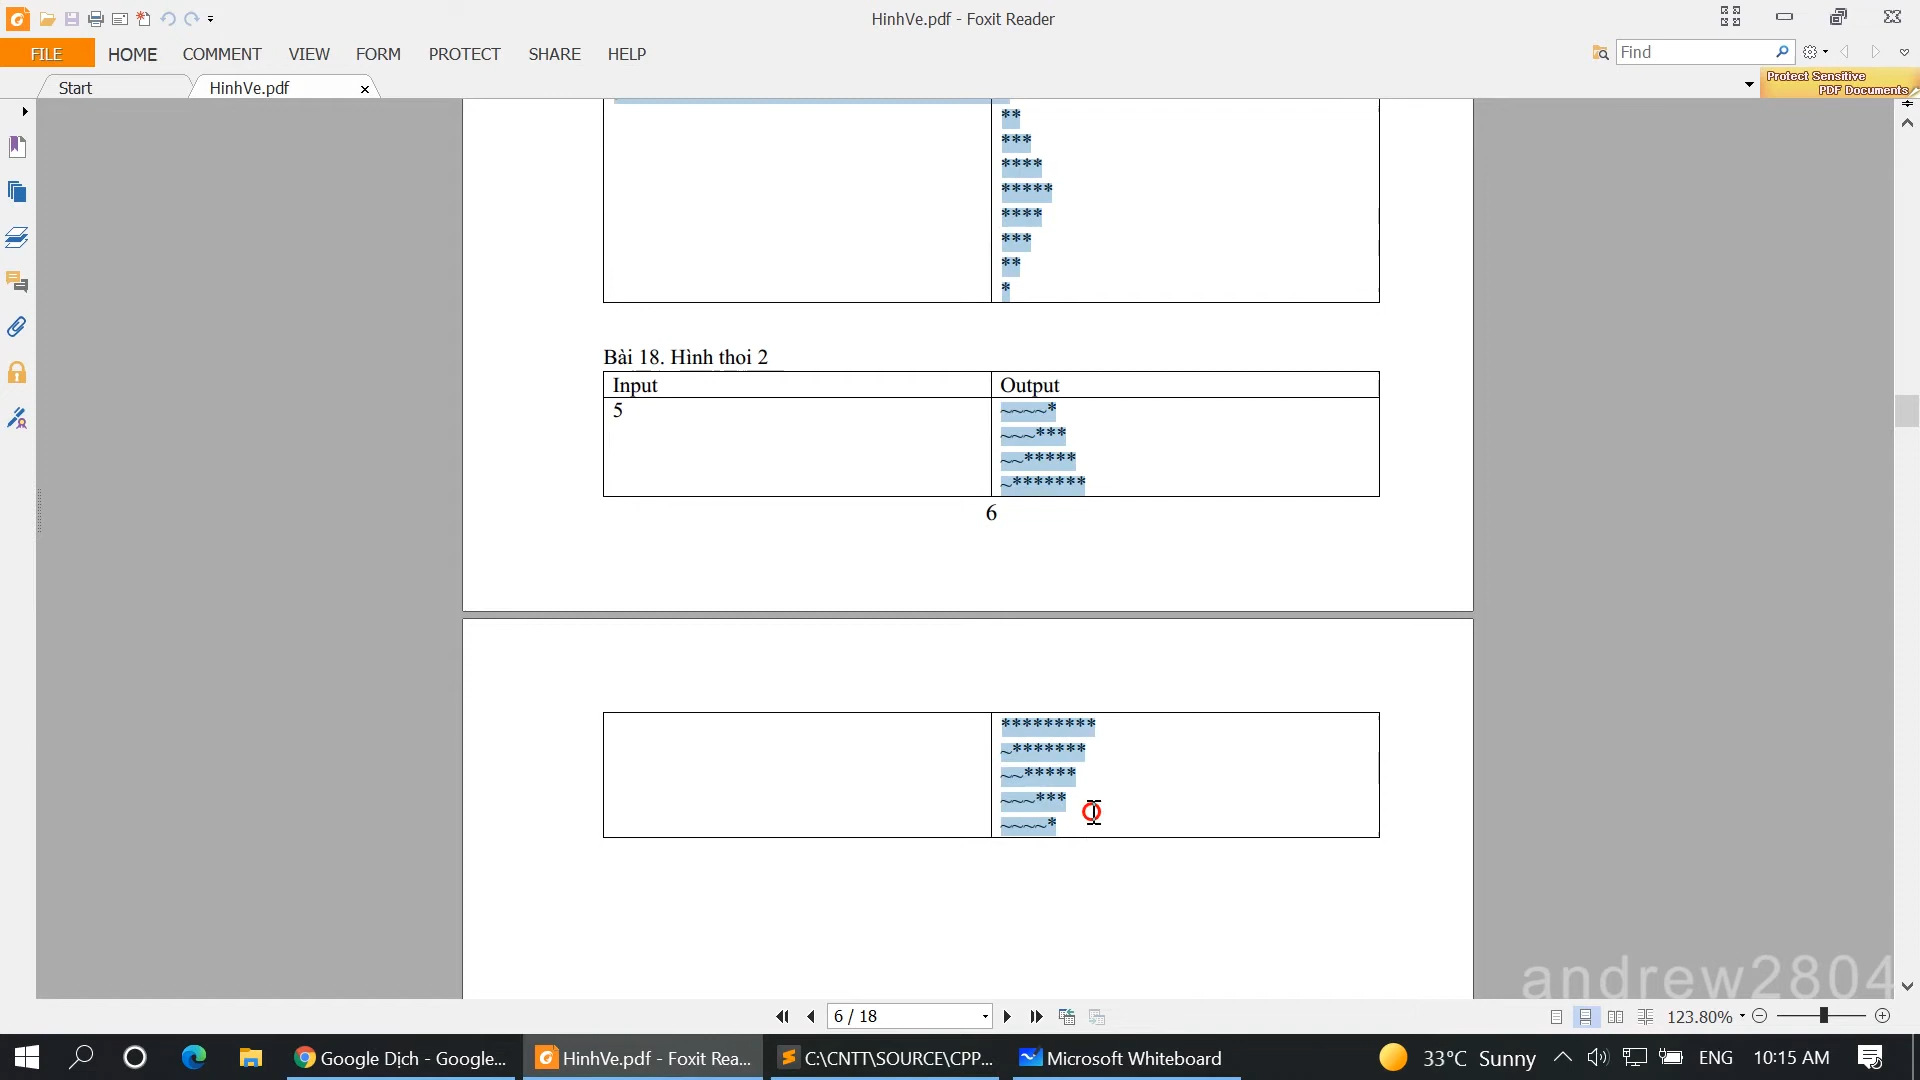 HinhVe.pdf - Foxit Reader
FILE HOME COMMENT VIEW FORM PROTECT SHARE HELP
Find
Start HinhVe.pdf
Protect Sensitive
PDF Documents
**
***
****
*****
****
***
**
*
Bài 18. Hình thoi 2
Input Output
5 ~~~~*
~~~***
~~*****
~*******
6
*********
~*******
~~*****
~~~***
~~~~*
andrew2804
6 / 18 123.80%
Google Dịch - Google... HinhVe.pdf - Foxit Rea... C:\CNTT\SOURCE\CPP... Microsoft Whiteboard 33°C Sunny ENG 10:15 AM